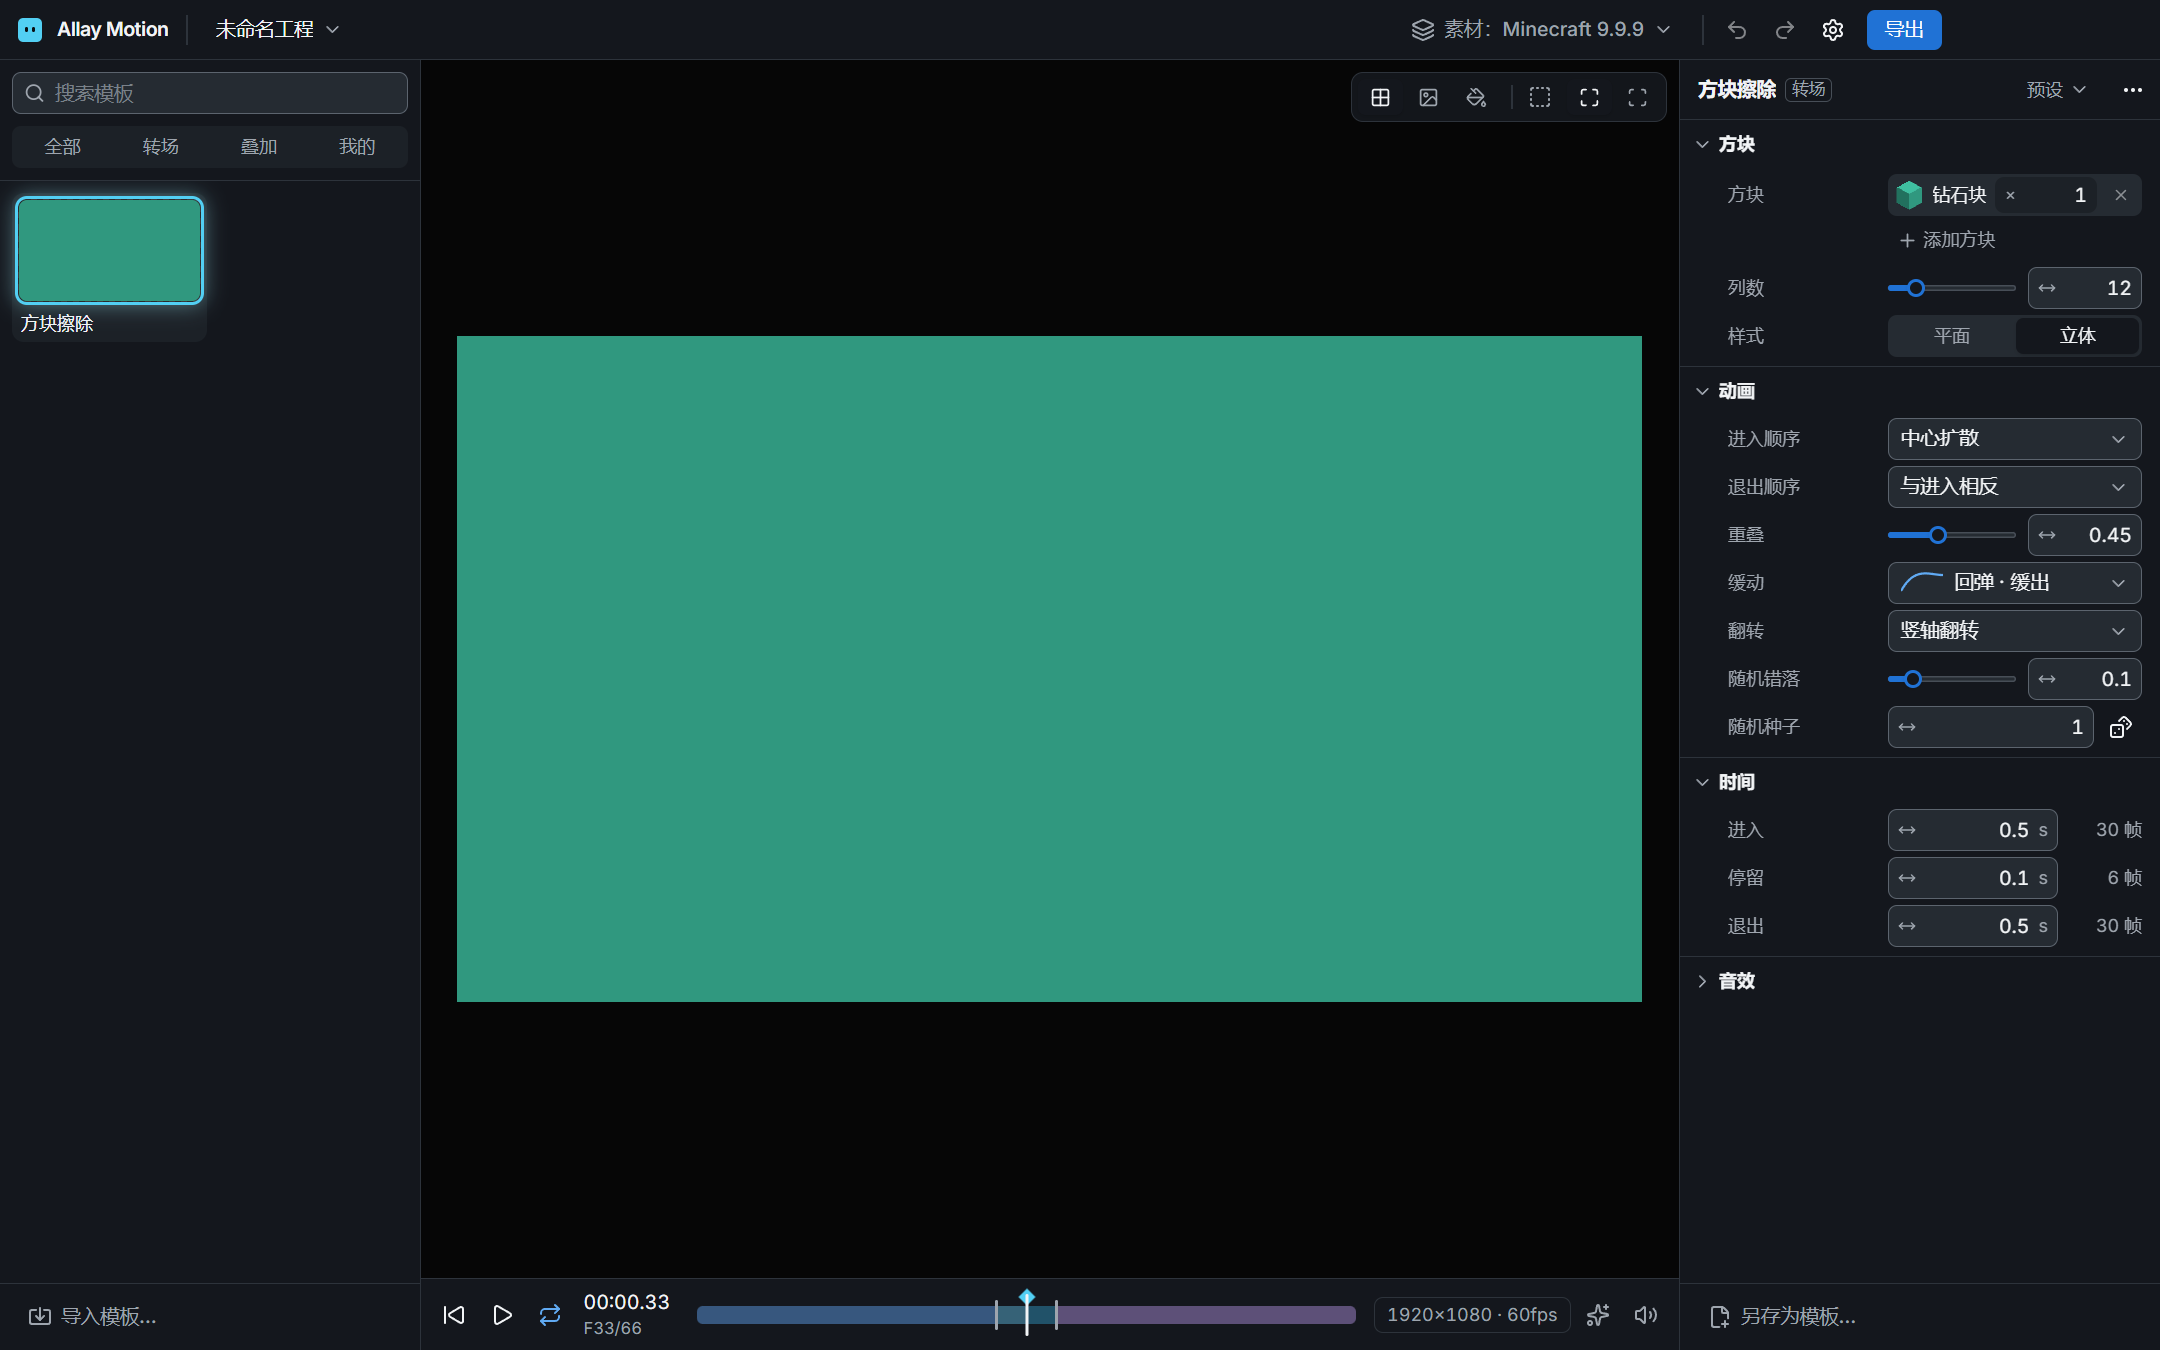 Allay Motion
未命名工程
素材: Minecraft 9.9.9
导出
搜索模板
全部
转场
叠加
我的
方块擦除
导入模板...
00:00.33
F33/66
1920×1080 · 60fps
方块擦除
转场
预设
方块
方块
钻石块
×
1
添加方块
列数
12
样式
平面
立体
动画
进入顺序
中心扩散
退出顺序
与进入相反
重叠
0.45
缓动
回弹 · 缓出
翻转
竖轴翻转
随机错落
0.1
随机种子
1
时间
进入
0.5 s
30 帧
停留
0.1 s
6 帧
退出
0.5 s
30 帧
音效
另存为模板...